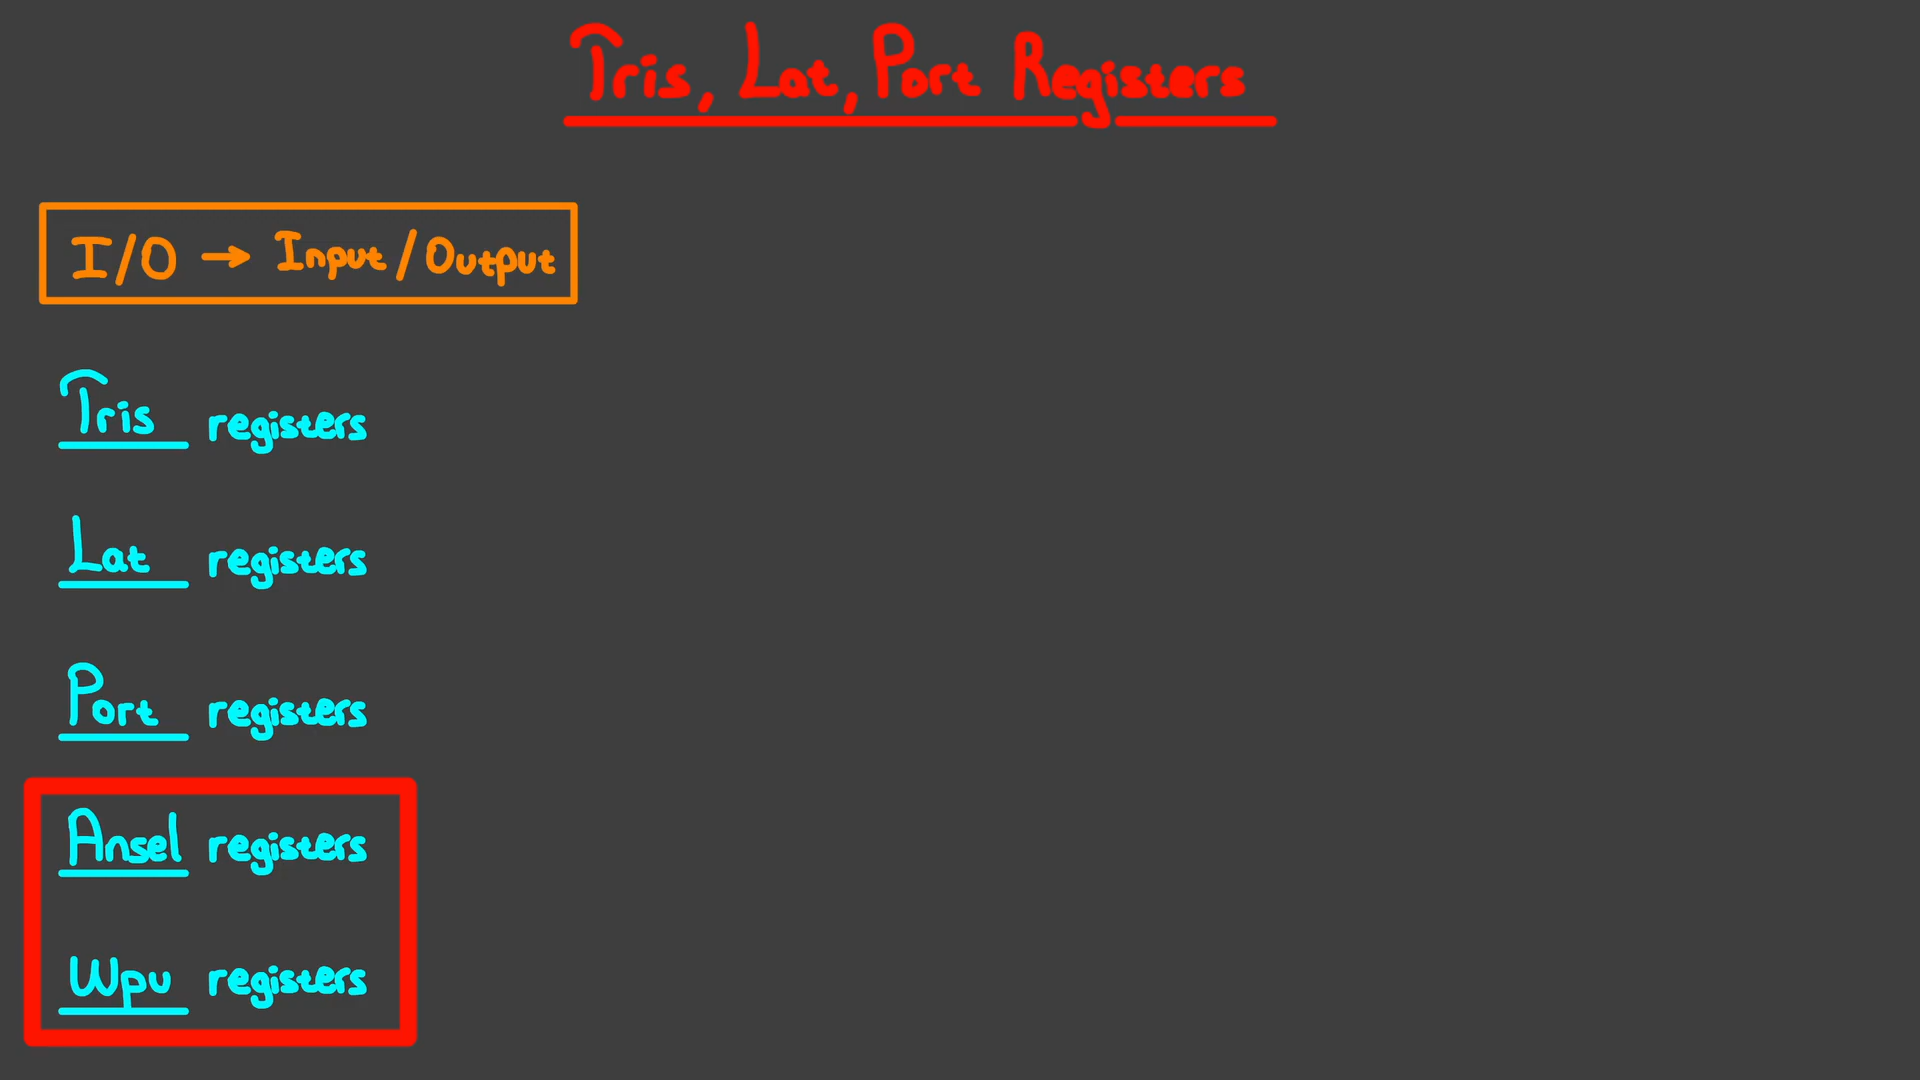 Tris, Lat, Port Registers
I/O → Input/Output
Tris registers
Lat registers
Port registers
Ansel registers
Wpu registers